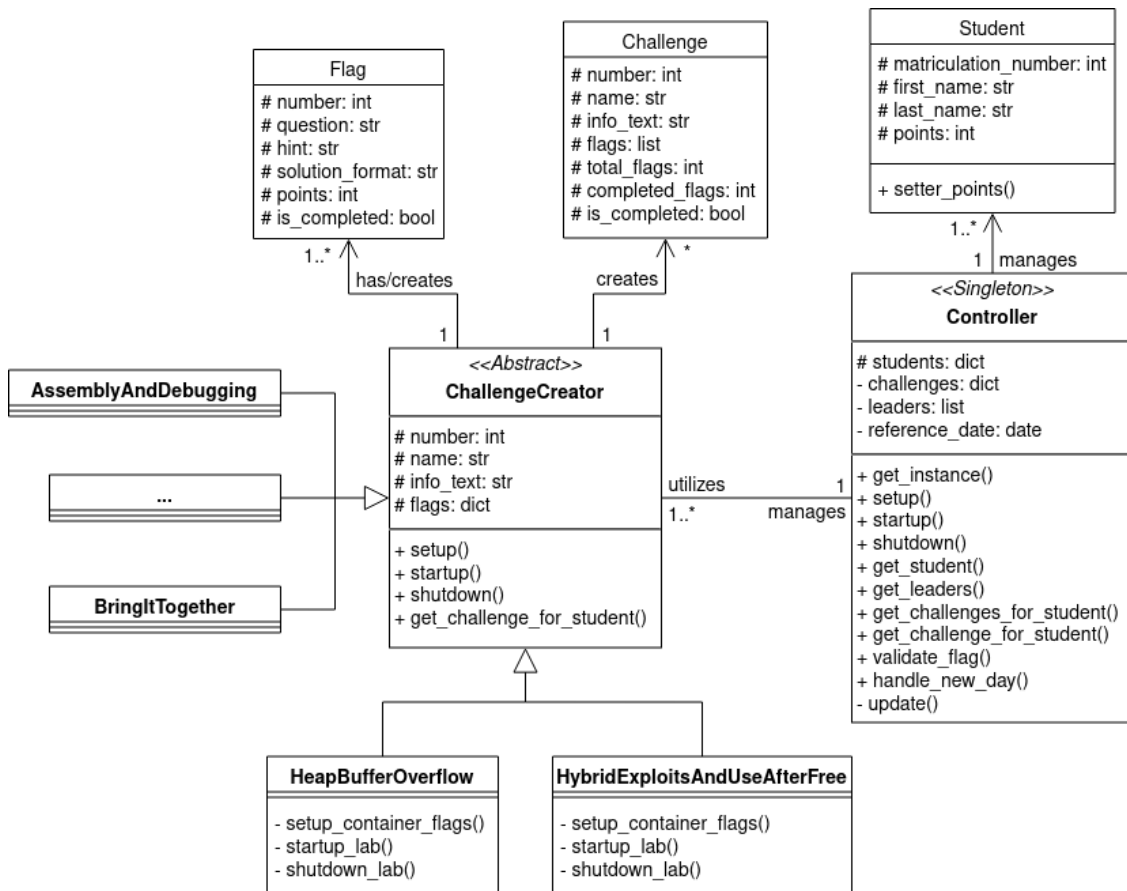 Flag
# number: int
# question: str
# hint: str
# solution_format: str
# points: int
# is_completed: bool
Challenge
# number: int
# name: str
# info_text: str
# flags: list
# total_flags: int
# completed_flags: int
# is_completed: bool
Student
# matriculation_number: int
# first_name: str
# last_name: str
# points: int
+ setter_points()
1..*
has/creates
1
*
creates
1
1..*
1
manages
<<Abstract>>
ChallengeCreator
# number: int
# name: str
# info_text: str
# flags: dict
+ setup()
+ startup()
+ shutdown()
+ get_challenge_for_student()
utilizes
1..*
1
manages
<<Singleton>>
Controller
# students: dict
- challenges: dict
- leaders: list
- reference_date: date
+ get_instance()
+ setup()
+ startup()
+ shutdown()
+ get_student()
+ get_leaders()
+ get_challenges_for_student()
+ get_challenge_for_student()
+ validate_flag()
+ handle_new_day()
- update()
AssemblyAndDebugging
...
BringItTogether
HeapBufferOverflow
- setup_container_flags()
- startup_lab()
- shutdown_lab()
HybridExploitsAndUseAfterFree
- setup_container_flags()
- startup_lab()
- shutdown_lab()